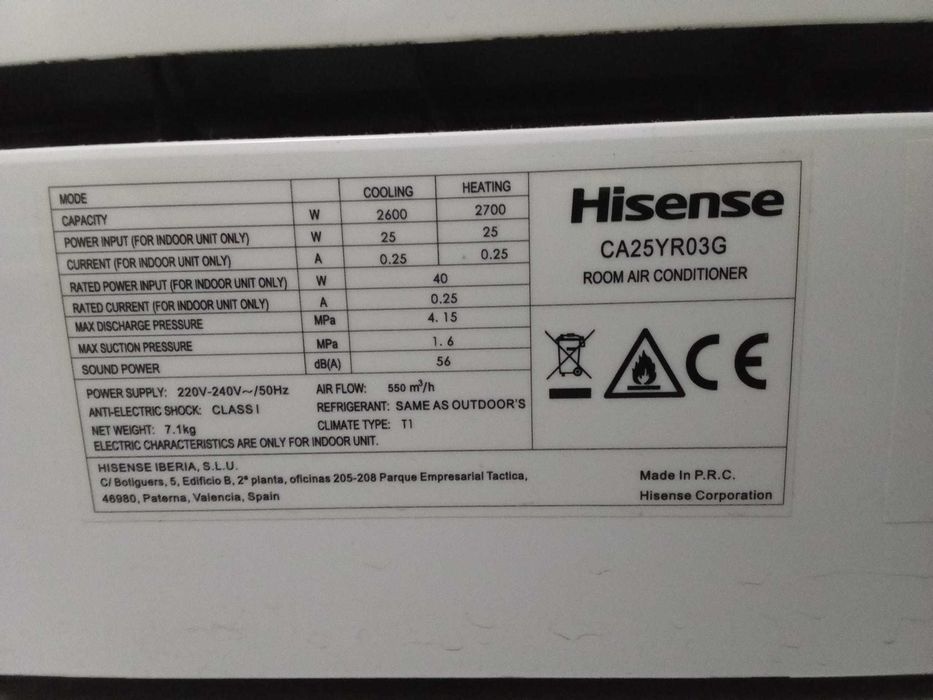 MODE COOLING HEATING
CAPACITY W 2600 2700
POWER INPUT (FOR INDOOR UNIT ONLY) W 25 25
CURRENT (FOR INDOOR UNIT ONLY) A 0.25 0.25
RATED POWER INPUT (FOR INDOOR UNIT ONLY) W 40
RATED CURRENT (FOR INDOOR UNIT ONLY) A 0.25
MAX DISCHARGE PRESSURE MPa 4.15
MAX SUCTION PRESSURE MPa 1.6
SOUND POWER dB(A) 56
POWER SUPPLY: 220V-240V~/50Hz AIR FLOW: 550 m³/h
ANTI-ELECTRIC SHOCK: CLASS I REFRIGERANT: SAME AS OUTDOOR'S
NET WEIGHT: 7.1kg CLIMATE TYPE: T1
ELECTRIC CHARACTERISTICS ARE ONLY FOR INDOOR UNIT.
Hisense
CA25YR03G
ROOM AIR CONDITIONER
CE
HISENSE IBERIA, S.L.U.
C/ Botiguers, 5, Edificio B, 2ª planta, oficinas 205-208 Parque Empresarial Tactica,
46980, Paterna, Valencia, Spain
Made In P.R.C.
Hisense Corporation